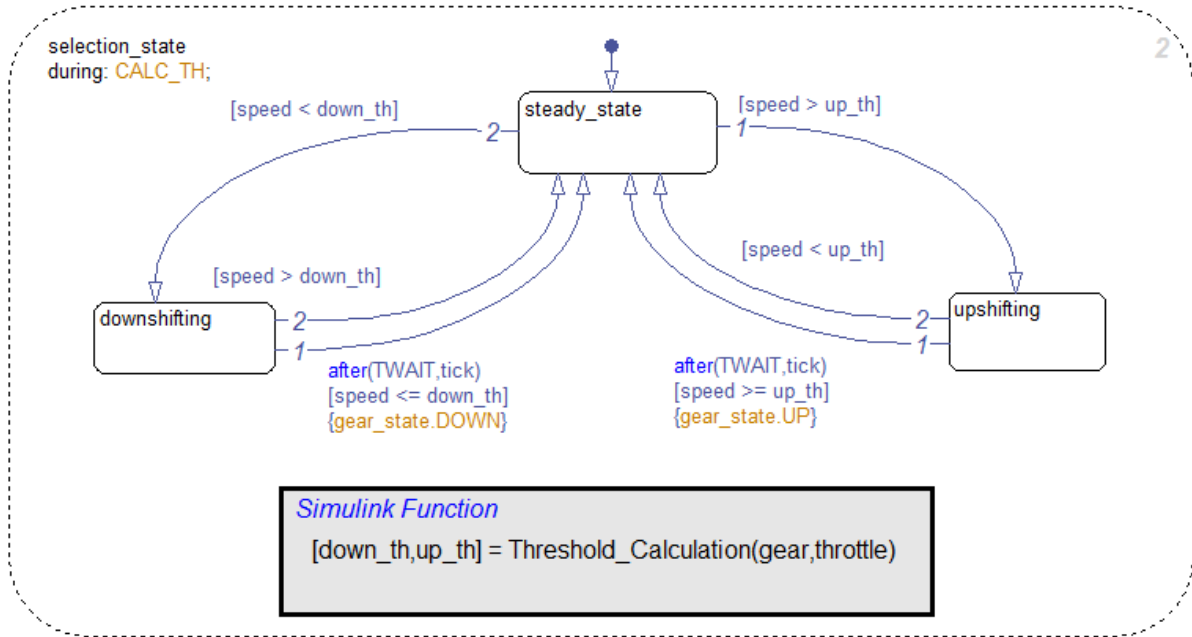 selection_state
during: CALC_TH;
2
steady_state
[speed < down_th]
2
[speed > up_th]
1
[speed > down_th]
[speed < up_th]
downshifting
2
1
upshifting
2
1
after(TWAIT,tick)
[speed <= down_th]
{gear_state.DOWN}
after(TWAIT,tick)
[speed >= up_th]
{gear_state.UP}
Simulink Function
[down_th,up_th] = Threshold_Calculation(gear,throttle)